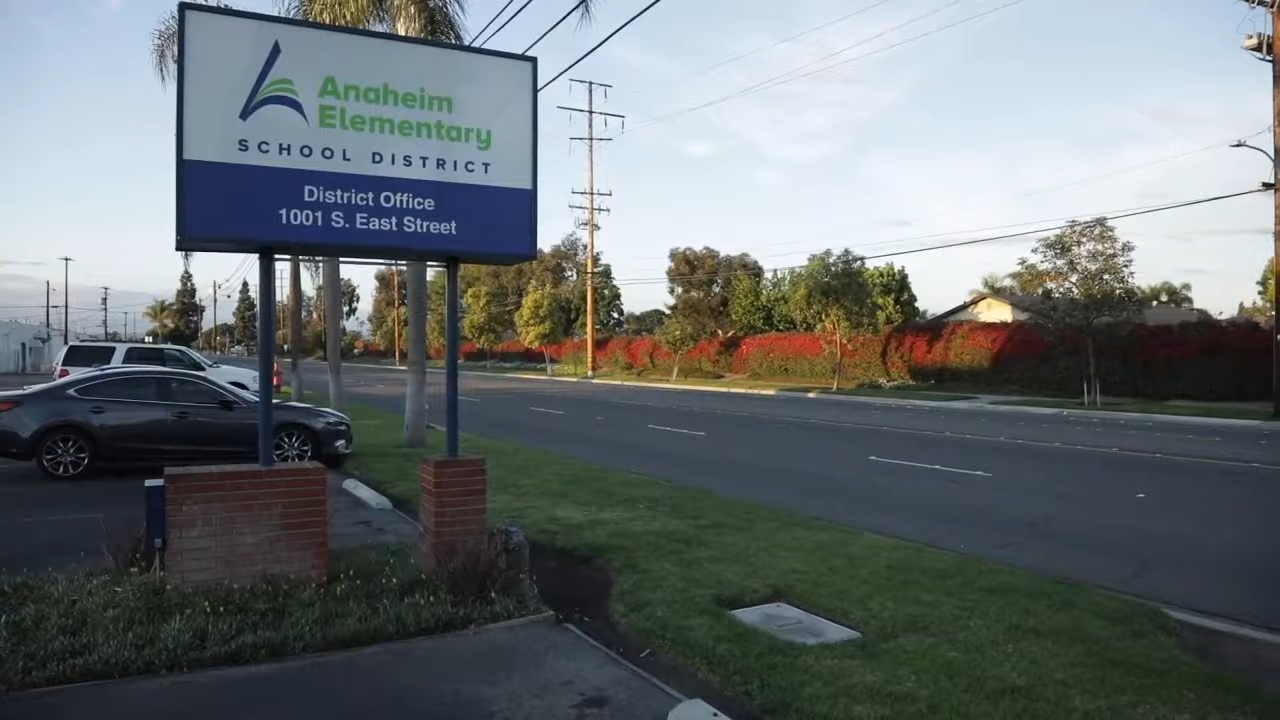 Anaheim
Elementary
SCHOOL DISTRICT
District Office
1001 S. East Street